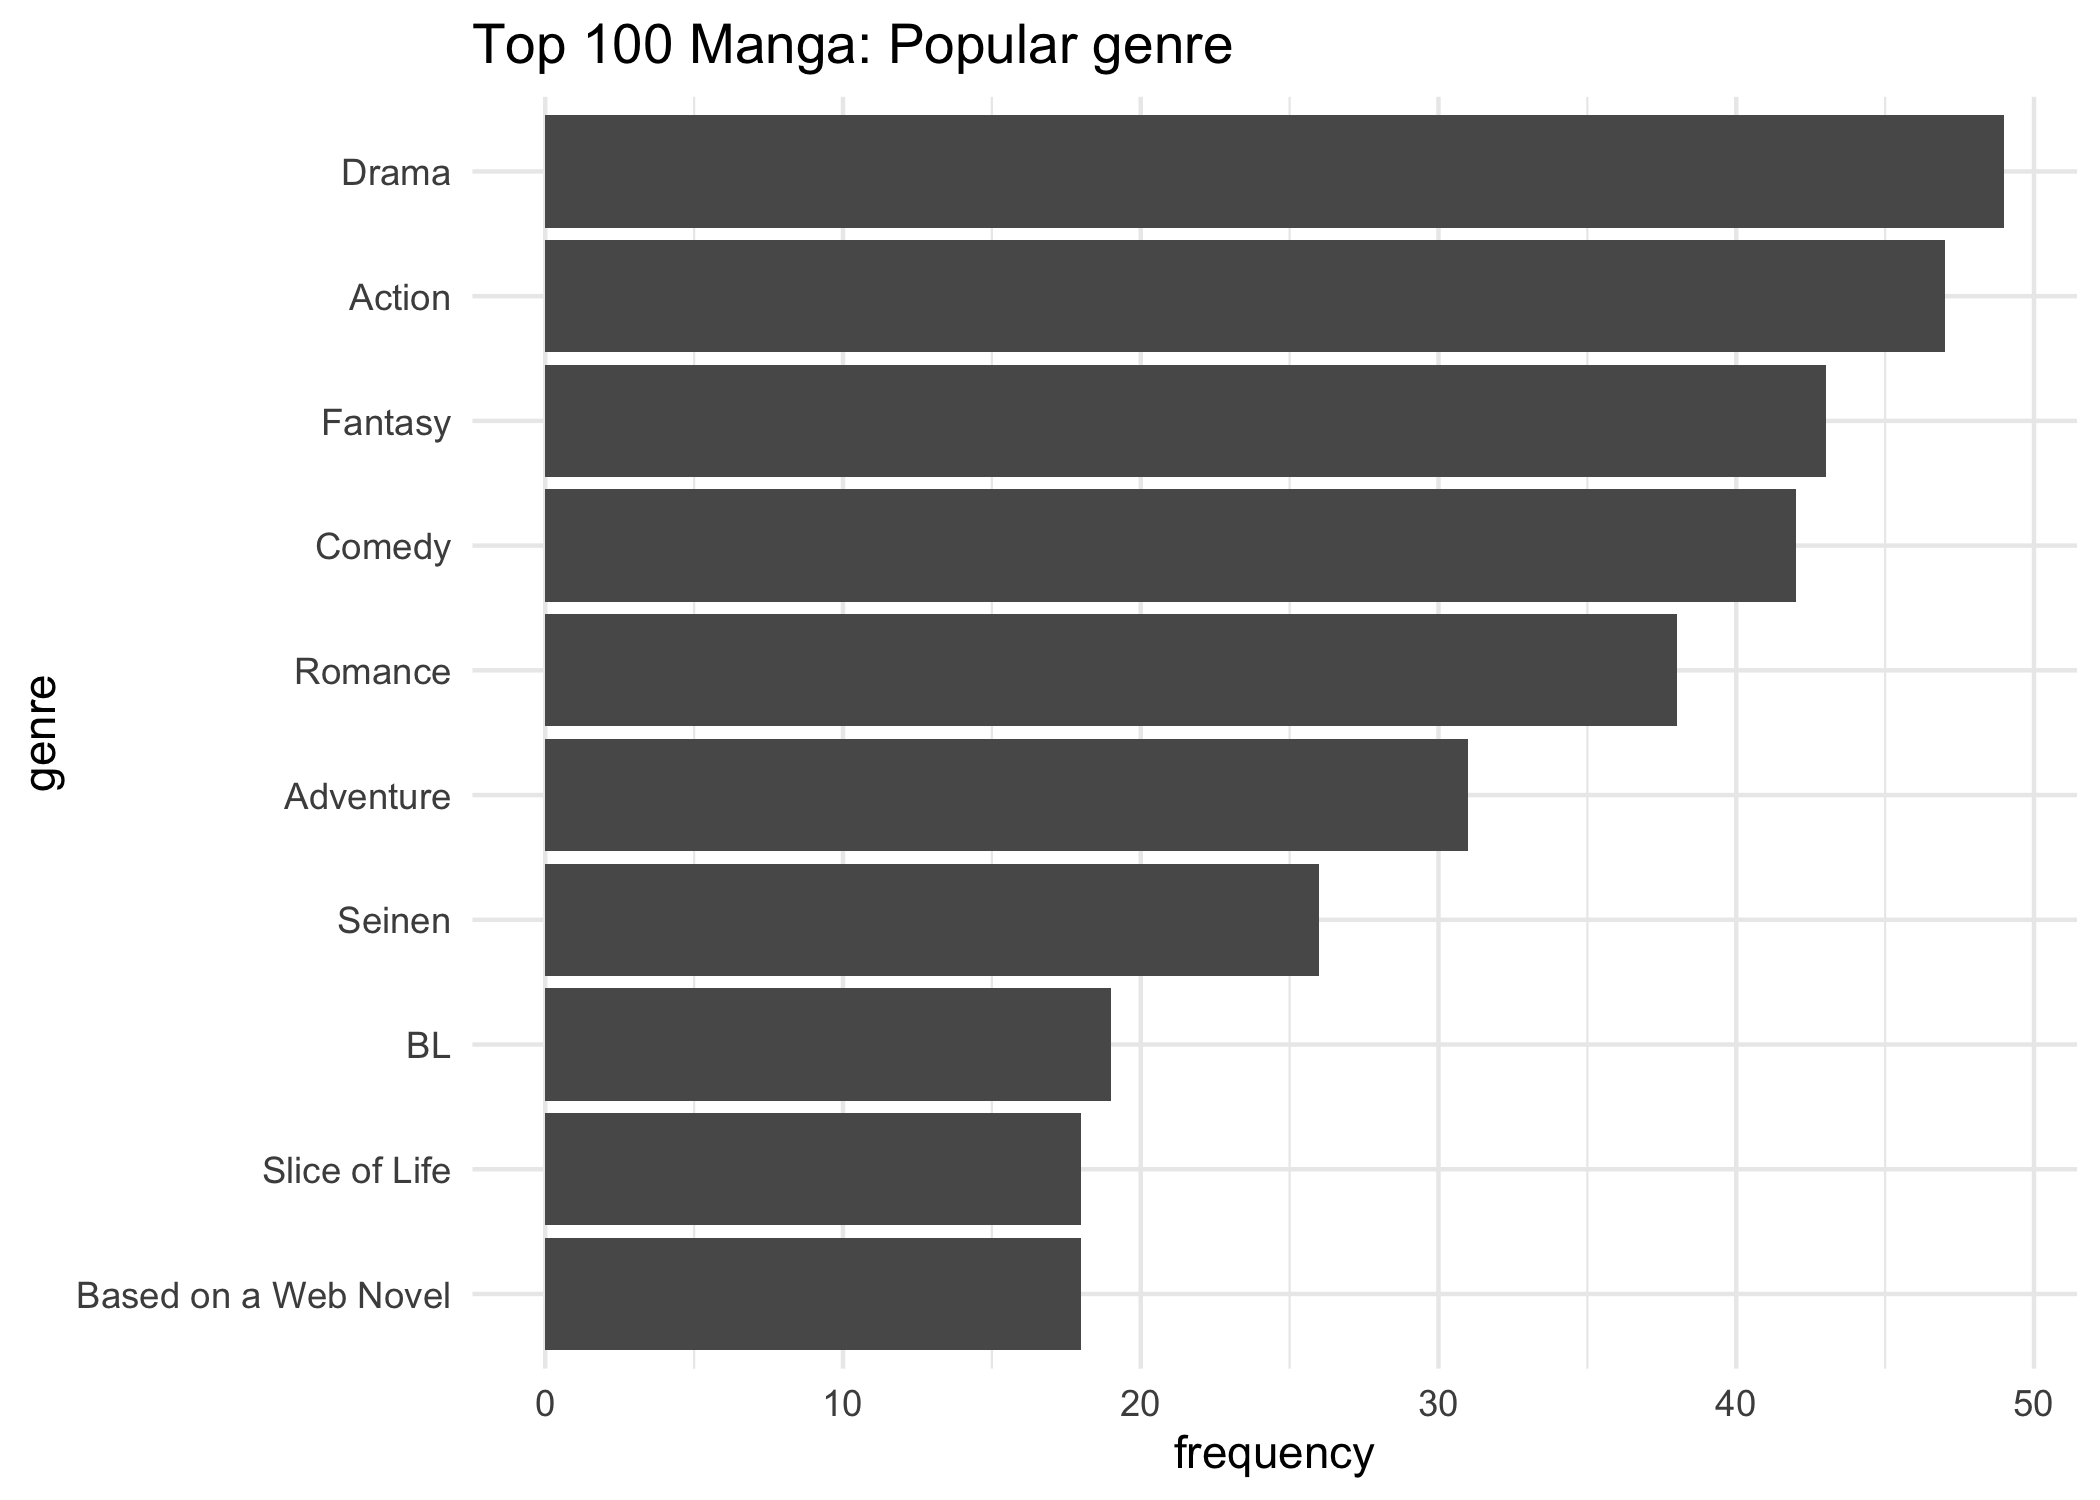 Top 100 Manga: Popular genre
genre
Drama
Action
Fantasy
Comedy
Romance
Adventure
Seinen
BL
Slice of Life
Based on a Web Novel
0 10 20 30 40 50
frequency